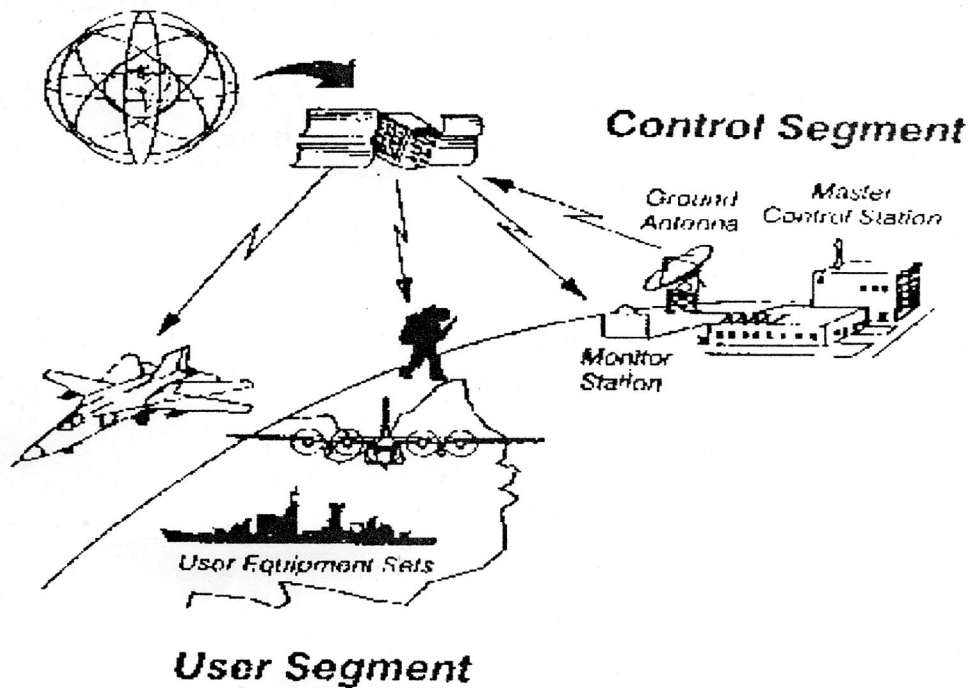 Control Segment
Ground
Antenna
Master
Control Station
Monitor
Station
User Equipment Sets
User Segment